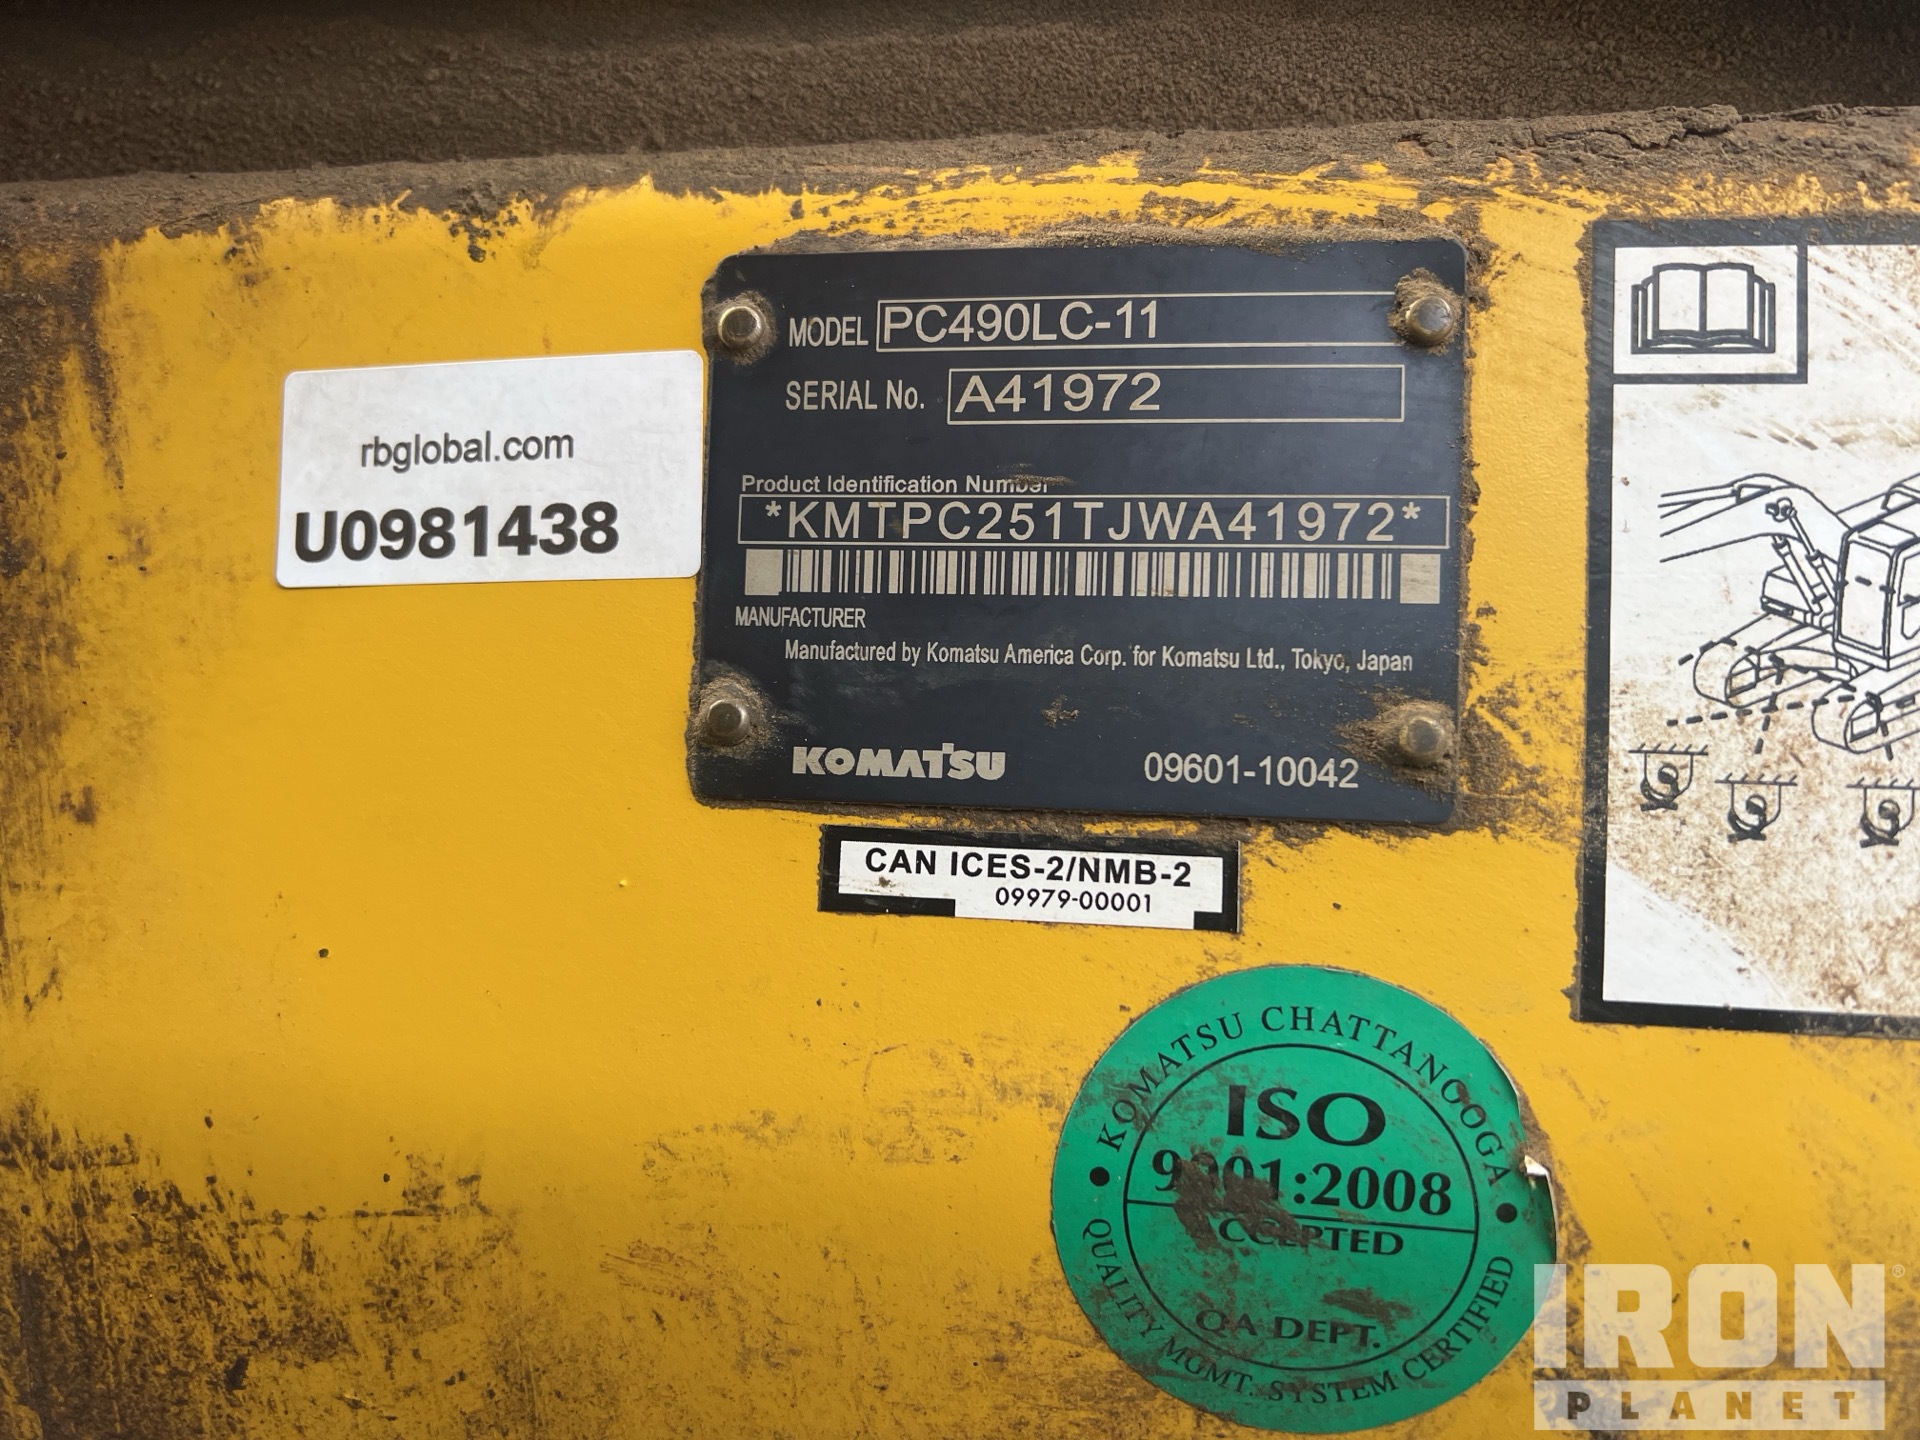 MODEL PC490LC-11
SERIAL No. A41972
Product Identification Number
*KMTPC251TJWA41972*
MANUFACTURER
Manufactured by Komatsu America Corp. for Komatsu Ltd., Tokyo, Japan
KOMATSU 09601-10042
rbglobal.com
U0981438
CAN ICES-2/NMB-2
09979-00001
KOMATSU CHATTANOOGA
ISO
9001:2008
ACCEPTED
QA DEPT.
QUALITY MGMT. SYSTEM CERTIFIED
IRON®
PLANET